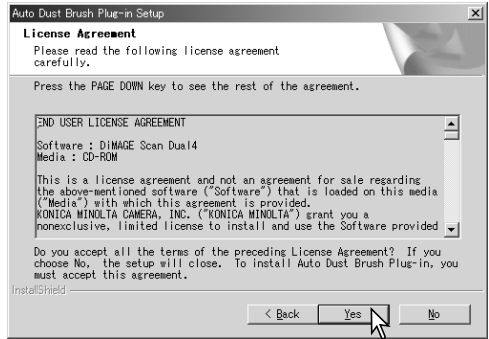 Auto Dust Brush Plug-in Setup
License Agreement
Please read the following license agreement
carefully.
Press the PAGE DOWN key to see the rest of the agreement.
END USER LICENSE AGREEMENT
Software : DiMAGE Scan Dual4
Media : CD-ROM
This is a license agreement and not an agreement for sale regarding
the above-mentioned software ("Software") that is loaded on this media
("Media") with which this agreement is provided.
KONICA MINOLTA CAMERA, INC. ("KONICA MINOLTA") grant you a
nonexclusive, limited license to install and use the Software provided
Do you accept all the terms of the preceding License Agreement?  If you
choose No,  the setup will close.  To install Auto Dust Brush Plug-in, you
must accept this agreement.
InstallShield
< Back Yes No